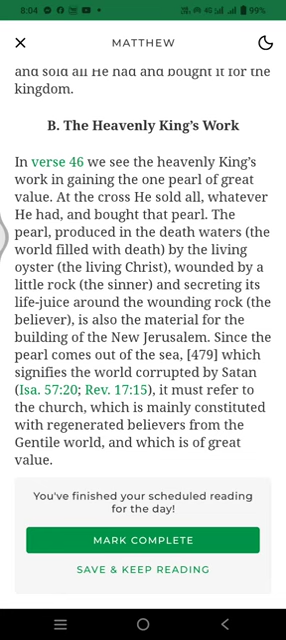 8:04
4G
99%
MATTHEW
and sold all He had and bought it for the
kingdom.
B. The Heavenly King’s Work
In verse 46 we see the heavenly King’s
work in gaining the one pearl of great
value. At the cross He sold all, whatever
He had, and bought that pearl. The
pearl, produced in the death waters (the
world filled with death) by the living
oyster (the living Christ), wounded by a
little rock (the sinner) and secreting its
life-juice around the wounding rock (the
believer), is also the material for the
building of the New Jerusalem. Since the
pearl comes out of the sea, [479] which
signifies the world corrupted by Satan
(Isa. 57:20; Rev. 17:15), it must refer to
the church, which is mainly constituted
with regenerated believers from the
Gentile world, and which is of great
value.
You've finished your scheduled reading
for the day!
MARK COMPLETE
SAVE & KEEP READING